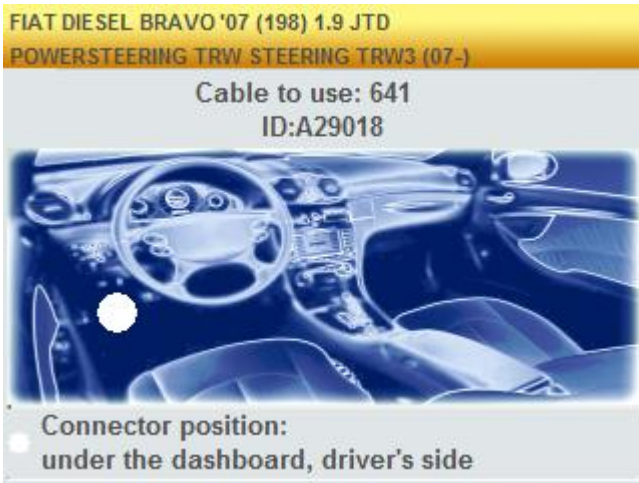 FIAT DIESEL BRAVO '07 (198) 1.9 JTD
POWERSTEERING TRW STEERING TRW3 (07-)
Cable to use: 641
ID:A29018
Connector position:
under the dashboard, driver's side